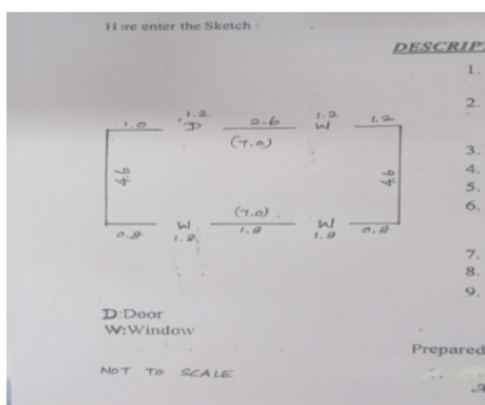 Here enter the Sketch :
DESCRIPT
1.
2.
1.0 1.2 2.6 1.2 1.2
D (7.0) W
3.
4.6 4.6
4.
5.
6.
(7.0)
0.8 W 1.8 W 0.8
1.8 1.8
7.
8.
9.
D:Door
W:Window
Prepared
NOT TO SCALE